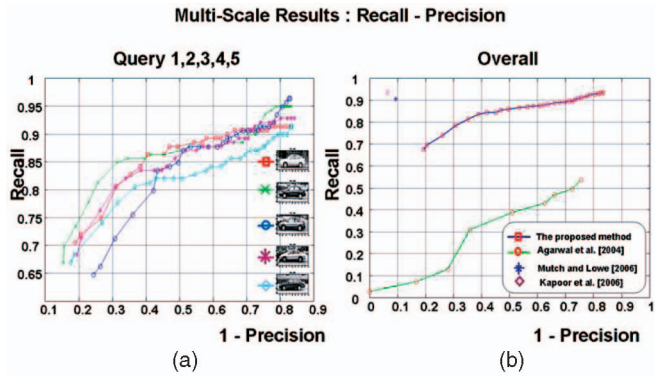 Multi-Scale Results : Recall - Precision
Query 1,2,3,4,5
Recall
1
0.95
0.9
0.85
0.8
0.75
0.7
0.65
0.1 0.2 0.3 0.4 0.5 0.6 0.7 0.8 0.9
1 - Precision
(a)
Overall
Recall
1
0.9
0.8
0.7
0.6
0.5
0.4
0.3
0.2
0.1
0
0 0.1 0.2 0.3 0.4 0.5 0.6 0.7 0.8 0.9 1
The proposed method
Agarwal et al. [2004]
Mutch and Lowe [2006]
Kapoor et al. [2006]
1 - Precision
(b)